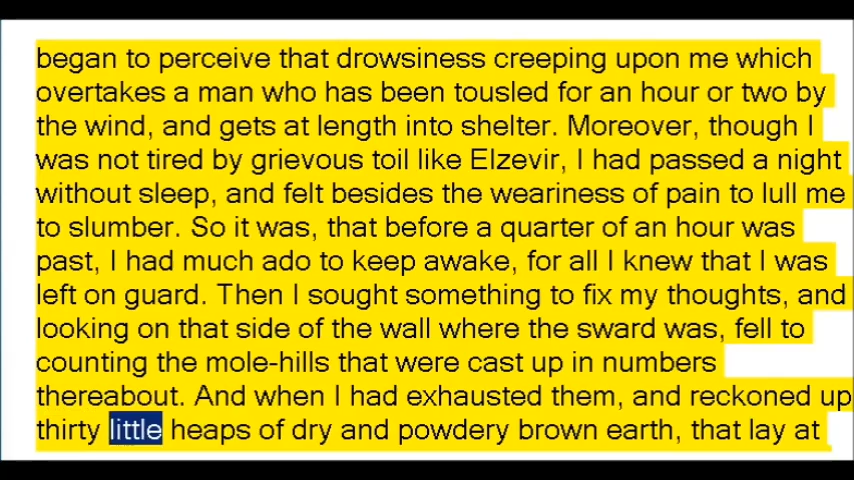 began to perceive that drowsiness creeping upon me which
overtakes a man who has been tousled for an hour or two by
the wind, and gets at length into shelter. Moreover, though I
was not tired by grievous toil like Elzevir, I had passed a night
without sleep, and felt besides the weariness of pain to lull me
to slumber. So it was, that before a quarter of an hour was
past, I had much ado to keep awake, for all I knew that I was
left on guard. Then I sought something to fix my thoughts, and
looking on that side of the wall where the sward was, fell to
counting the mole-hills that were cast up in numbers
thereabout. And when I had exhausted them, and reckoned up
thirty little heaps of dry and powdery brown earth, that lay at